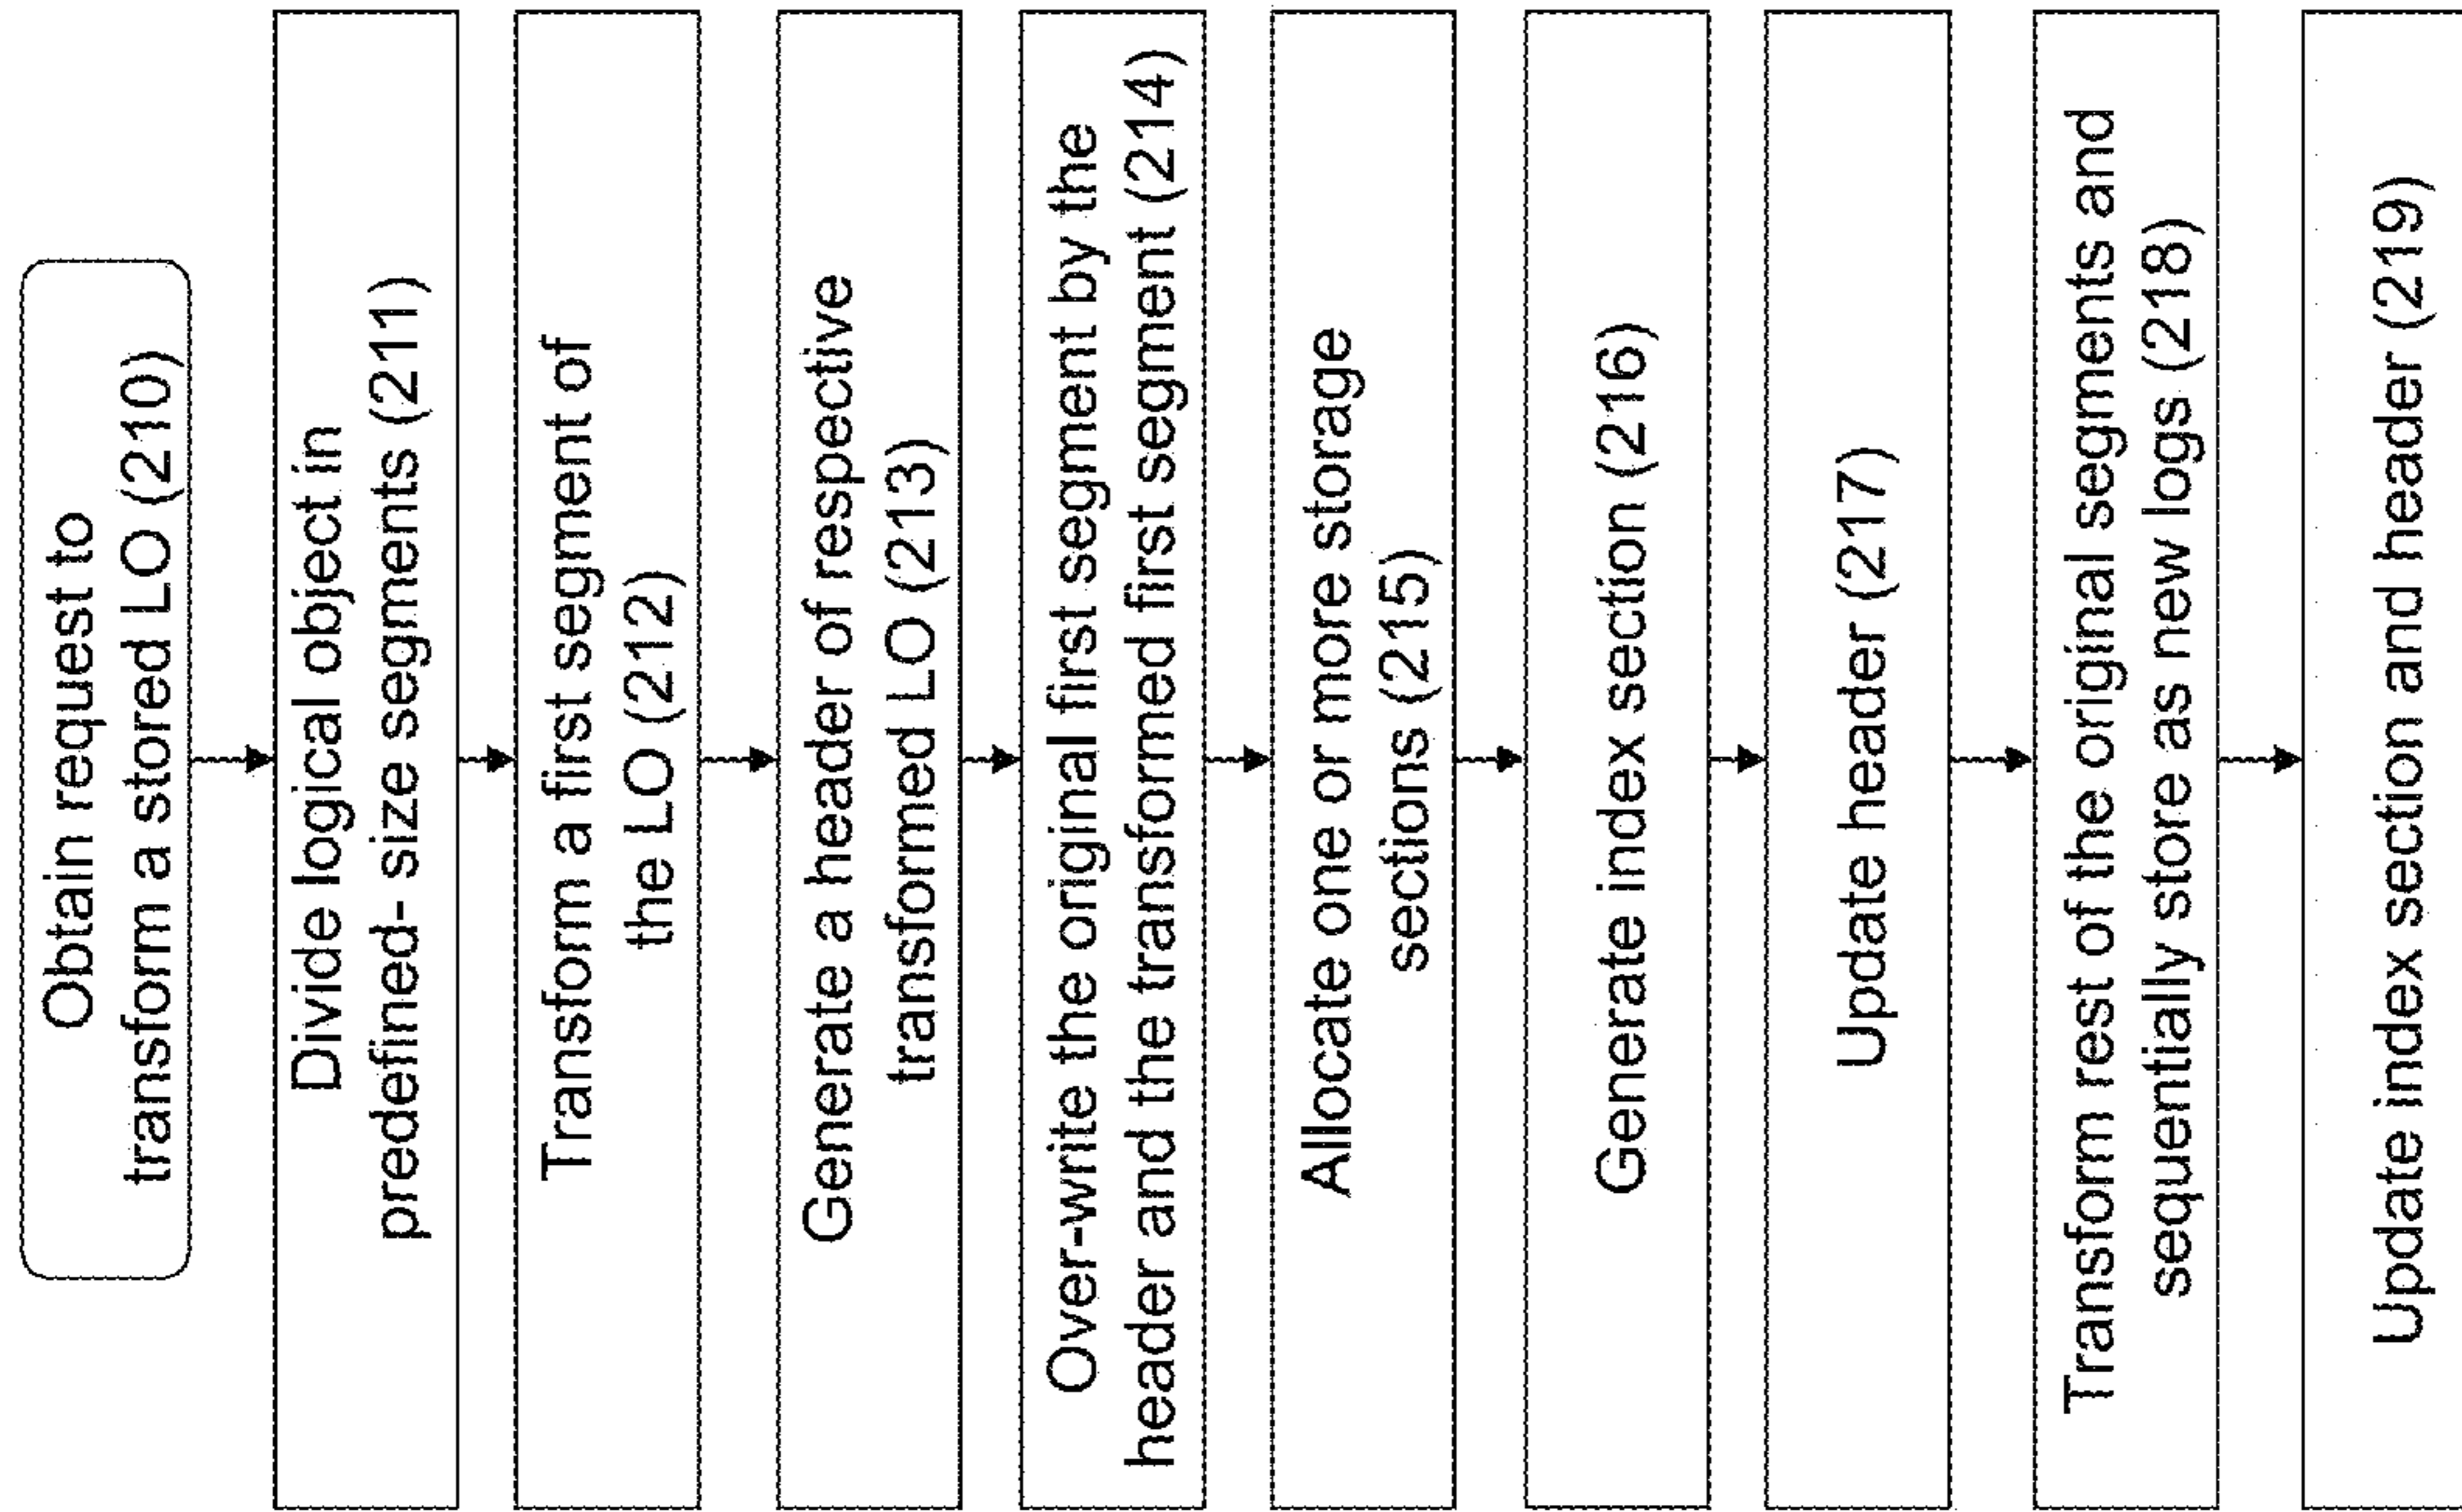 Obtain request to
transform a stored LO (210)
Divide logical object in
predefined- size segments (211)
Transform a first segment of
the LO (212)
Generate a header of respective
transformed LO (213)
Over-write the original first segment by the
header and the transformed first segment (214)
Allocate one or more storage
sections (215)
Generate index section (216)
Update header (217)
Transform rest of the original segments and
sequentially store as new logs (218)
Update index section and header (219)